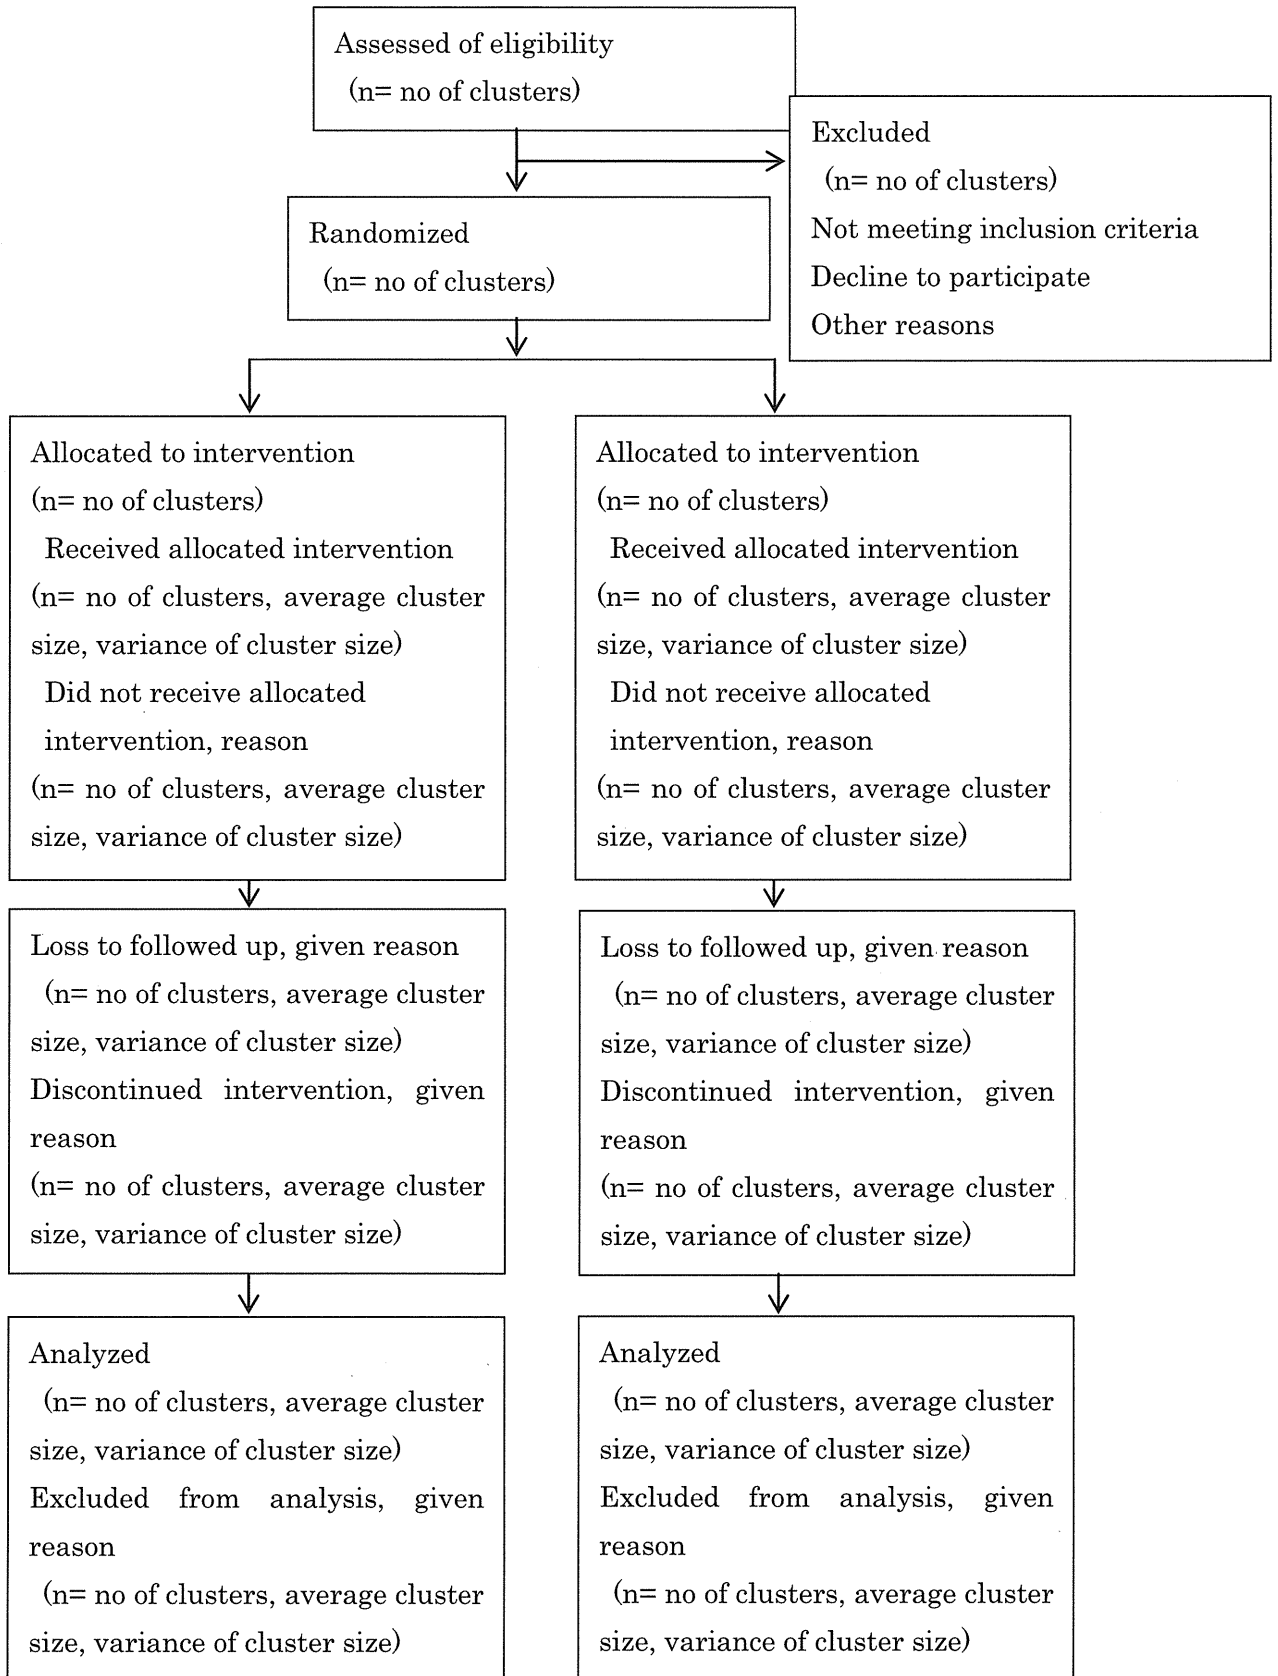 Assessed of eligibility
(n= no of clusters)
Excluded
(n= no of clusters)
Not meeting inclusion criteria
Decline to participate
Other reasons
Randomized
(n= no of clusters)
Allocated to intervention
(n= no of clusters)
Received allocated intervention
(n= no of clusters, average cluster
size, variance of cluster size)
Did not receive allocated
intervention, reason
(n= no of clusters, average cluster
size, variance of cluster size)
Allocated to intervention
(n= no of clusters)
Received allocated intervention
(n= no of clusters, average cluster
size, variance of cluster size)
Did not receive allocated
intervention, reason
(n= no of clusters, average cluster
size, variance of cluster size)
Loss to followed up, given reason
(n= no of clusters, average cluster
size, variance of cluster size)
Discontinued intervention, given
reason
(n= no of clusters, average cluster
size, variance of cluster size)
Loss to followed up, given reason
(n= no of clusters, average cluster
size, variance of cluster size)
Discontinued intervention, given
reason
(n= no of clusters, average cluster
size, variance of cluster size)
Analyzed
(n= no of clusters, average cluster
size, variance of cluster size)
Excluded from analysis, given
reason
(n= no of clusters, average cluster
size, variance of cluster size)
Analyzed
(n= no of clusters, average cluster
size, variance of cluster size)
Excluded from analysis, given
reason
(n= no of clusters, average cluster
size, variance of cluster size)